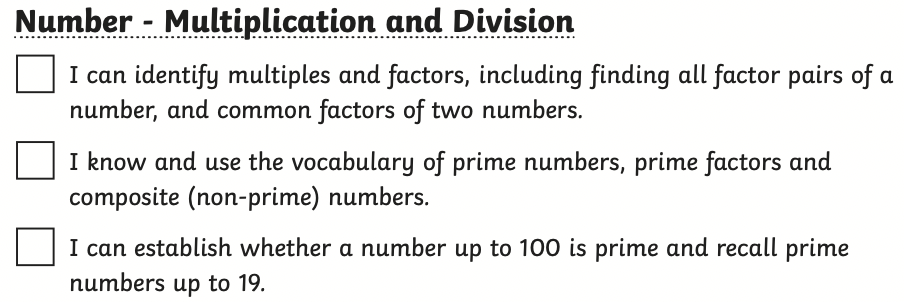 Number - Multiplication and Division
I can identify multiples and factors, including finding all factor pairs of a
number, and common factors of two numbers.
I know and use the vocabulary of prime numbers, prime factors and
composite (non-prime) numbers.
I can establish whether a number up to 100 is prime and recall prime
numbers up to 19.